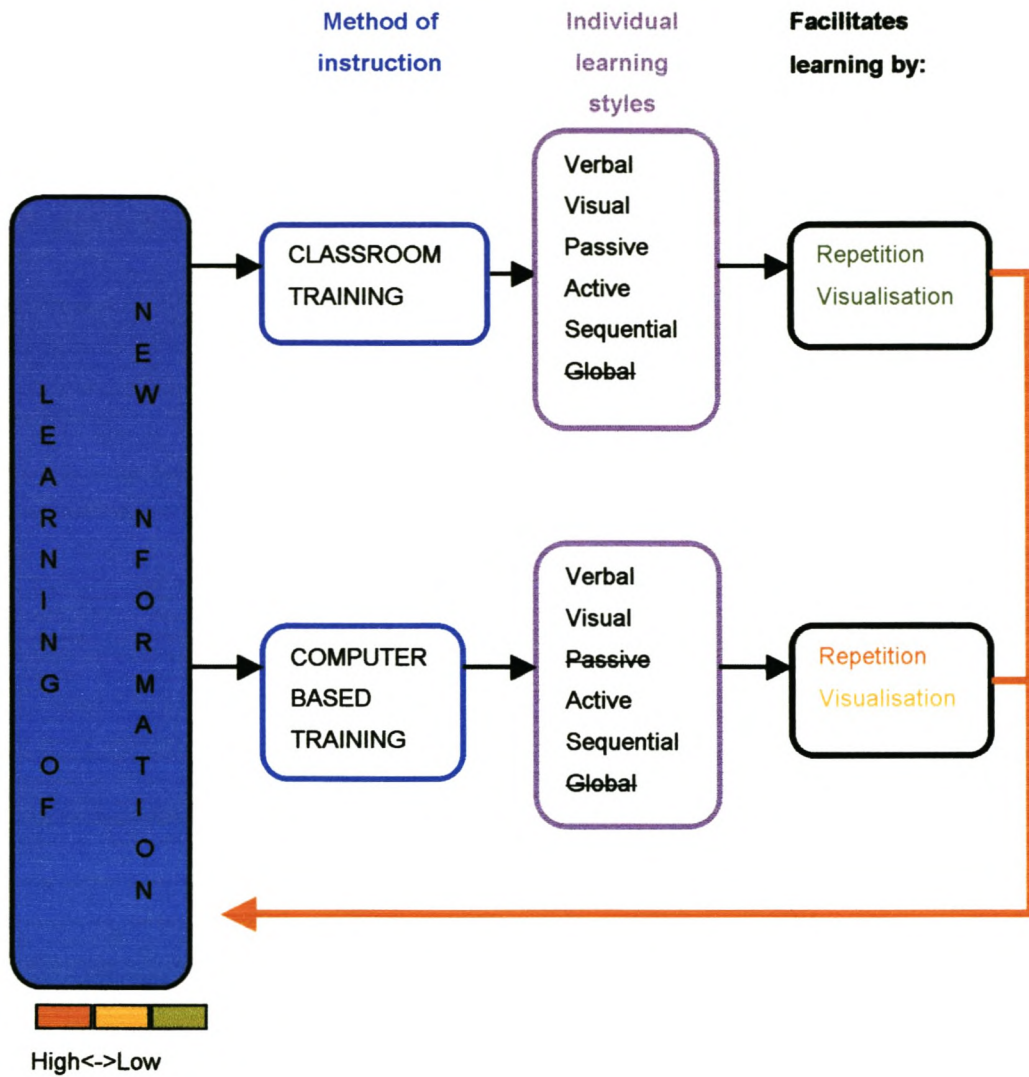 Method of
instruction
Individual
learning
styles
Facilitates
learning by:
LEARNING OF
NEW NFORMATION
CLASSROOM
TRAINING
Verbal
Visual
Passive
Active
Sequential
Global
Repetition
Visualisation
COMPUTER
BASED
TRAINING
Verbal
Visual
Passive
Active
Sequential
Global
Repetition
Visualisation
High<->Low